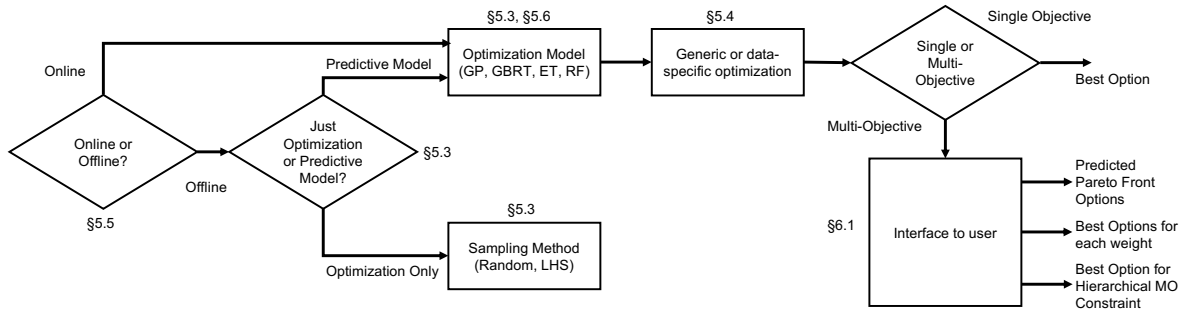 Online
Online or
Offline?
§5.5
Offline
Just
Optimization
or Predictive
Model?
§5.3
Predictive Model
Optimization Only
§5.3, §5.6
Optimization Model
(GP, GBRT, ET, RF)
§5.3
Sampling Method
(Random, LHS)
§5.4
Generic or data-
specific optimization
Single or
Multi-
Objective
Single Objective
Best Option
Multi-Objective
§6.1
Interface to user
Predicted
Pareto Front
Options
Best Options for
each weight
Best Option for
Hierarchical MO
Constraint